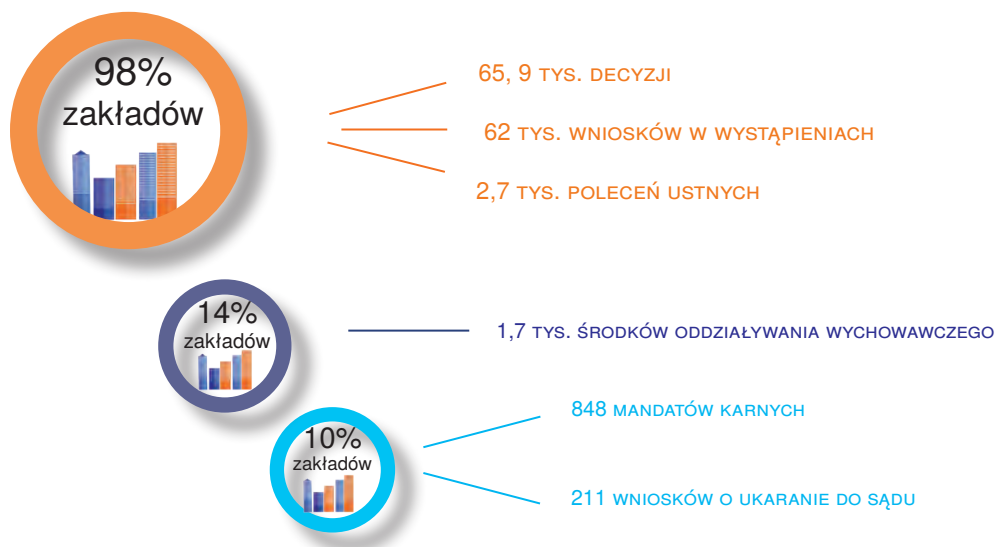 98%
zakładów
65, 9 TYS. DECYZJI
62 TYS. WNIOSKÓW W WYSTĄPIENIACH
2,7 TYS. POLECEŃ USTNYCH
14%
zakładów
1,7 TYS. ŚRODKÓW ODDZIAŁYWANIA WYCHOWAWCZEGO
10%
zakładów
848 MANDATÓW KARNYCH
211 WNIOSKÓW O UKARANIE DO SĄDU